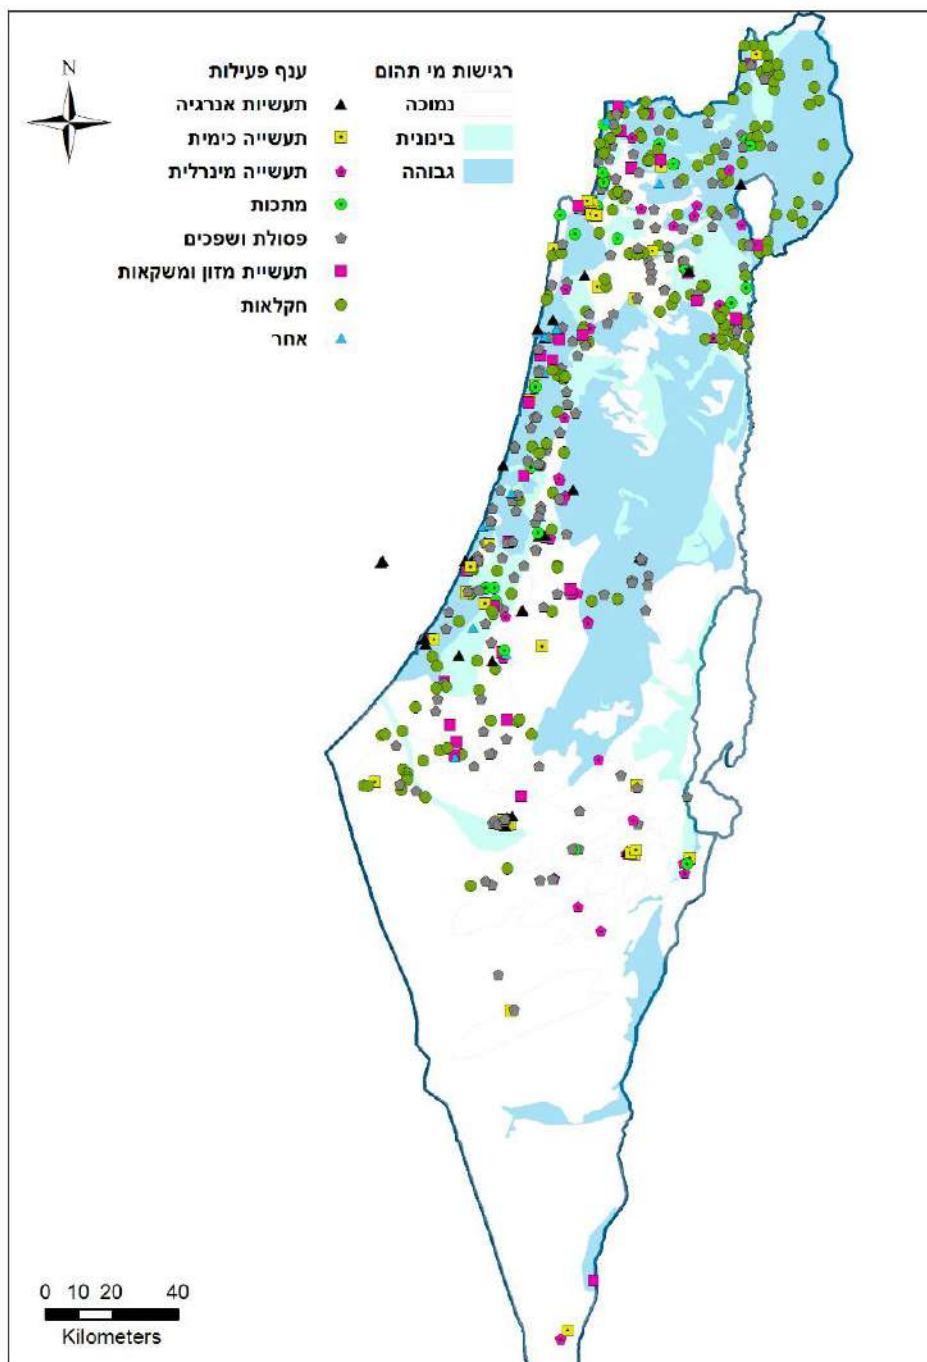 N
ענף פעילות
תעשיות אנרגיה
תעשייה כימית
תעשייה מינרלית
מתכות
פסולת ושפכים
תעשיית מזון ומשקאות
חקלאות
אחר
רגישות מי תהום
נמוכה
בינונית
גבוהה
0 10 20 40
Kilometers